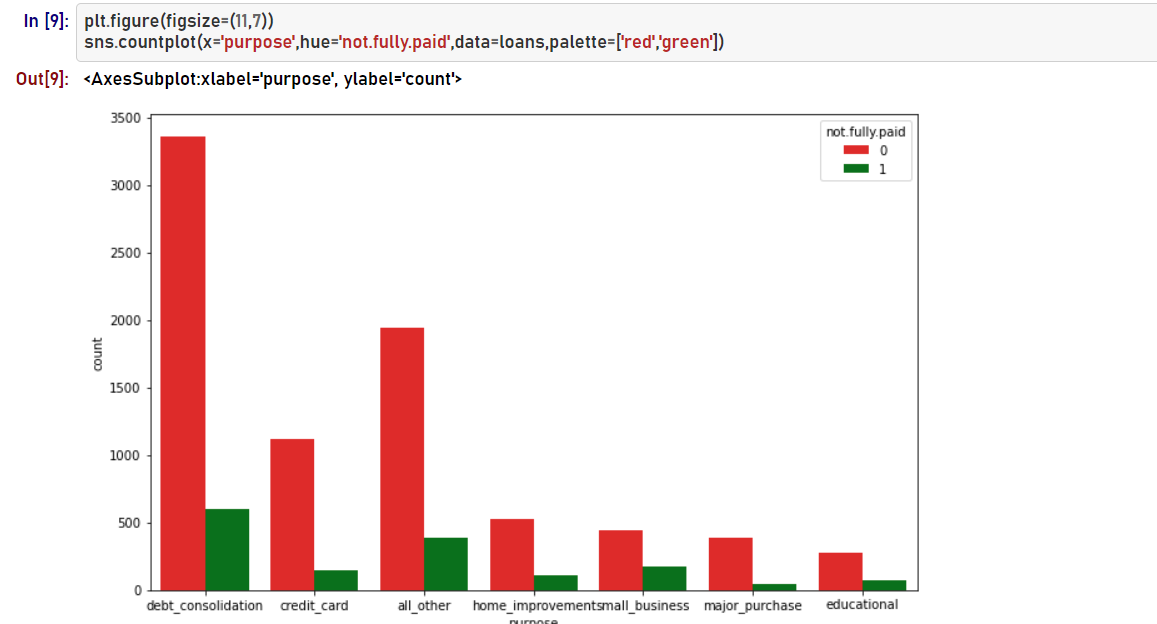 In [9]: plt.figure(figsize=(11,7))
sns.countplot(x='purpose',hue='not.fully.paid',data=loans,palette=['red','green'])
Out[9]: <AxesSubplot:xlabel='purpose', ylabel='count'>
not.fully.paid
0
1
3500
3000
2500
2000
1500
1000
500
0
count
debt_consolidation credit_card all_other home_improvement small_business major_purchase educational
purpose